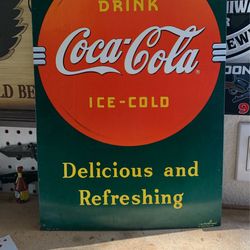 DRINK
Coca-Cola
ICE-COLD
Delicious and
Refreshing